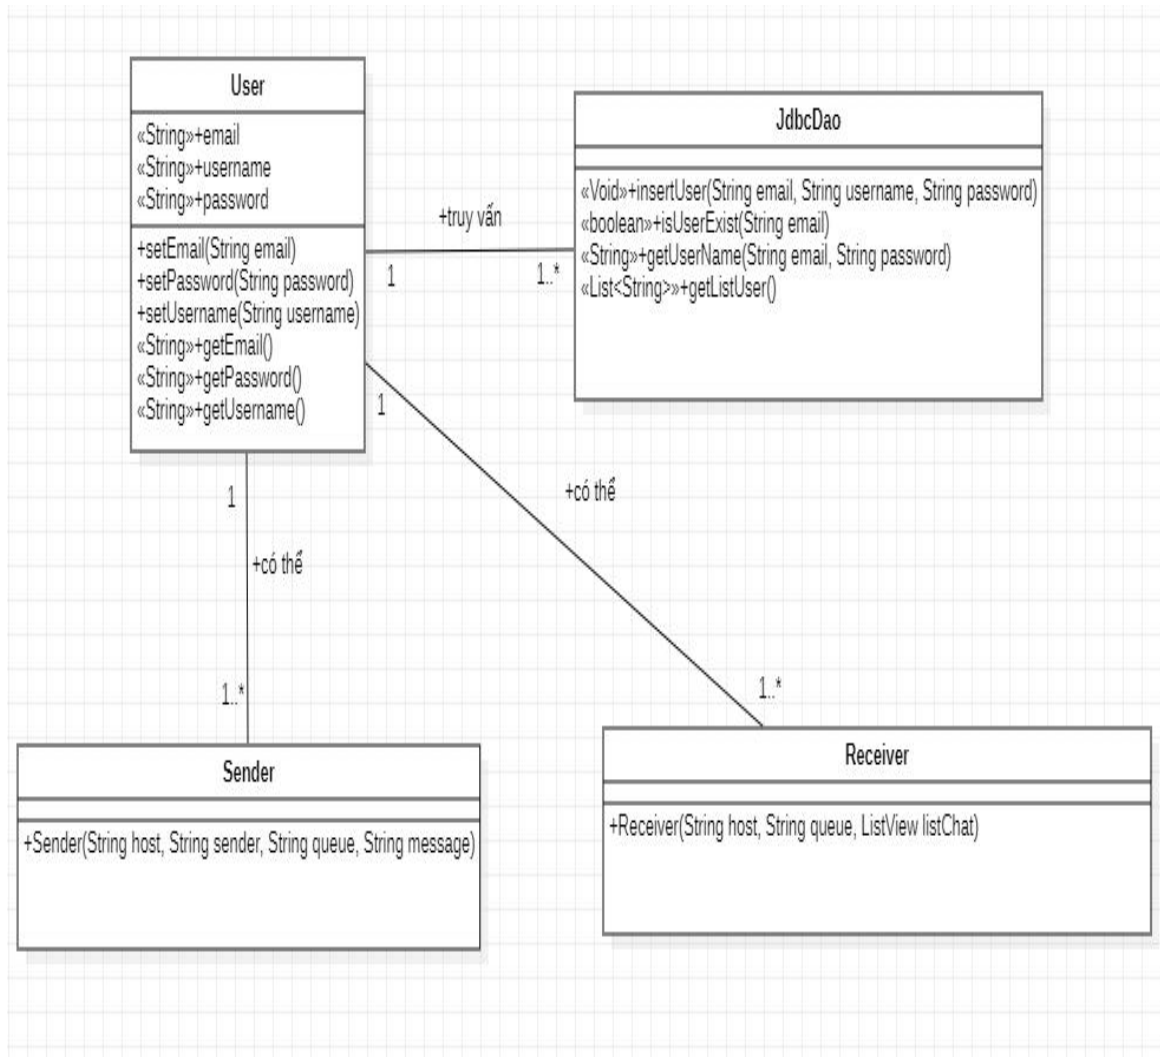 User
«String»+email
«String»+username
«String»+password
+setEmail(String email)
+setPassword(String password)
+setUsername(String username)
«String»+getEmail()
«String»+getPassword()
«String»+getUsername()
+truy vấn
1
1..*
JdbcDao
«Void»+insertUser(String email, String username, String password)
«boolean»+isUserExist(String email)
«String»+getUserName(String email, String password)
«List<String>»+getListUser()
1
+có thể
1..*
1
+có thể
1..*
Sender
+Sender(String host, String sender, String queue, String message)
Receiver
+Receiver(String host, String queue, ListView listChat)